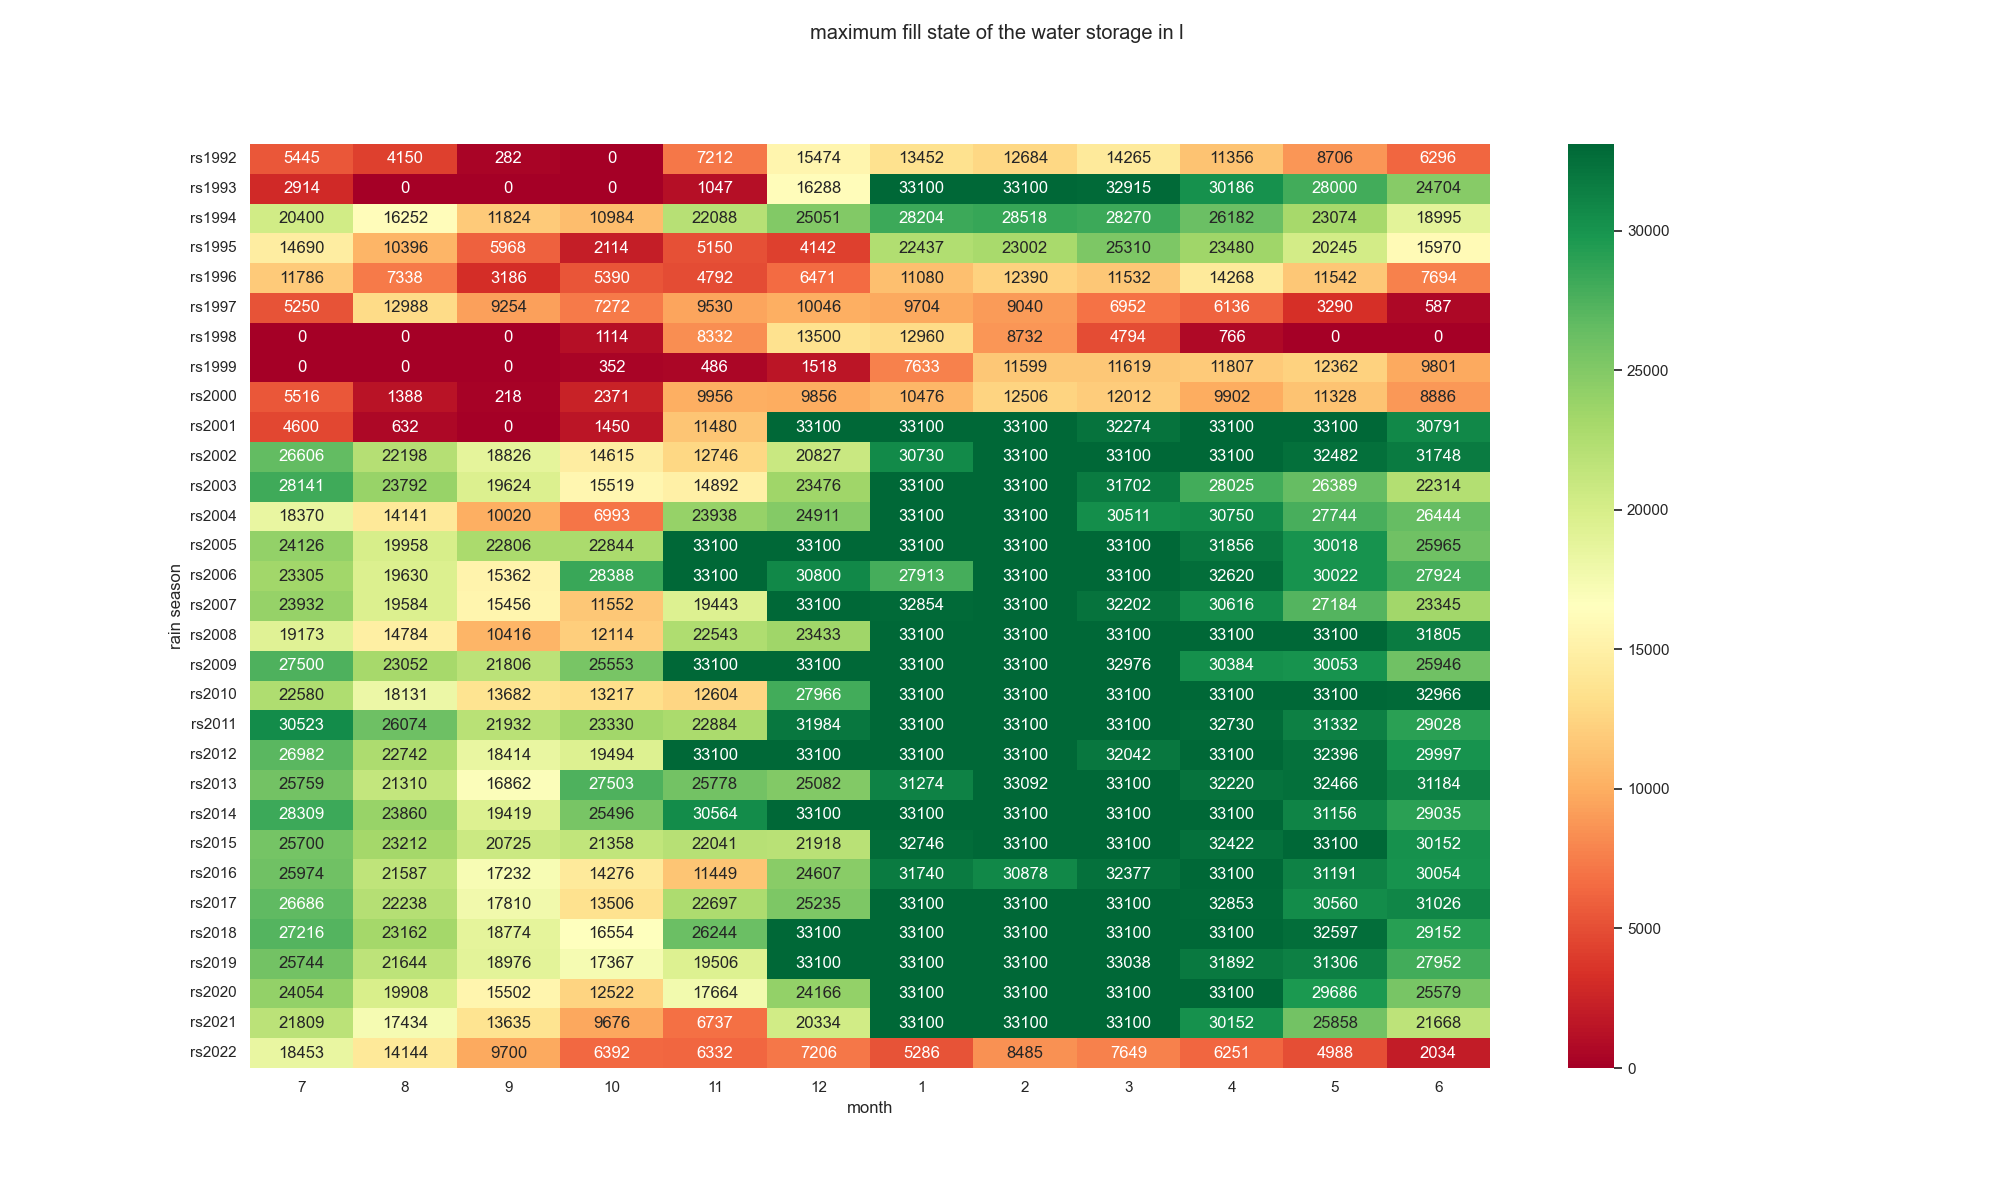 maximum fill state of the water storage in l
rs1992 5445 4150 282 0 7212 15474 13452 12684 14265 11356 8706 6296
rs1993 2914 0 0 0 1047 16288 33100 33100 32915 30186 28000 24704
rs1994 20400 16252 11824 10984 22088 25051 28204 28518 28270 26182 23074 18995
rs1995 14690 10396 5968 2114 5150 4142 22437 23002 25310 23480 20245 15970
rs1996 11786 7338 3186 5390 4792 6471 11080 12390 11532 14268 11542 7694
rs1997 5250 12988 9254 7272 9530 10046 9704 9040 6952 6136 3290 587
rs1998 0 0 0 1114 8332 13500 12960 8732 4794 766 0 0
rs1999 0 0 0 352 486 1518 7633 11599 11619 11807 12362 9801
rs2000 5516 1388 218 2371 9956 9856 10476 12506 12012 9902 11328 8886
rs2001 4600 632 0 1450 11480 33100 33100 33100 32274 33100 33100 30791
rs2002 26606 22198 18826 14615 12746 20827 30730 33100 33100 33100 32482 31748
rs2003 28141 23792 19624 15519 14892 23476 33100 33100 31702 28025 26389 22314
rs2004 18370 14141 10020 6993 23938 24911 33100 33100 30511 30750 27744 26444
rs2005 24126 19958 22806 22844 33100 33100 33100 33100 33100 31856 30018 25965
rs2006 23305 19630 15362 28388 33100 30800 27913 33100 33100 32620 30022 27924
rs2007 23932 19584 15456 11552 19443 33100 32854 33100 32202 30616 27184 23345
rs2008 19173 14784 10416 12114 22543 23433 33100 33100 33100 33100 33100 31805
rs2009 27500 23052 21806 25553 33100 33100 33100 33100 32976 30384 30053 25946
rs2010 22580 18131 13682 13217 12604 27966 33100 33100 33100 33100 33100 32966
rs2011 30523 26074 21932 23330 22884 31984 33100 33100 33100 32730 31332 29028
rs2012 26982 22742 18414 19494 33100 33100 33100 33100 32042 33100 32396 29997
rs2013 25759 21310 16862 27503 25778 25082 31274 33092 33100 32220 32466 31184
rs2014 28309 23860 19419 25496 30564 33100 33100 33100 33100 33100 31156 29035
rs2015 25700 23212 20725 21358 22041 21918 32746 33100 33100 32422 33100 30152
rs2016 25974 21587 17232 14276 11449 24607 31740 30878 32377 33100 31191 30054
rs2017 26686 22238 17810 13506 22697 25235 33100 33100 33100 32853 30560 31026
rs2018 27216 23162 18774 16554 26244 33100 33100 33100 33100 33100 32597 29152
rs2019 25744 21644 18976 17367 19506 33100 33100 33100 33038 31892 31306 27952
rs2020 24054 19908 15502 12522 17664 24166 33100 33100 33100 33100 29686 25579
rs2021 21809 17434 13635 9676 6737 20334 33100 33100 33100 30152 25858 21668
rs2022 18453 14144 9700 6392 6332 7206 5286 8485 7649 6251 4988 2034
7 8 9 10 11 12 1 2 3 4 5 6
month
rain season
30000
25000
20000
15000
10000
5000
0